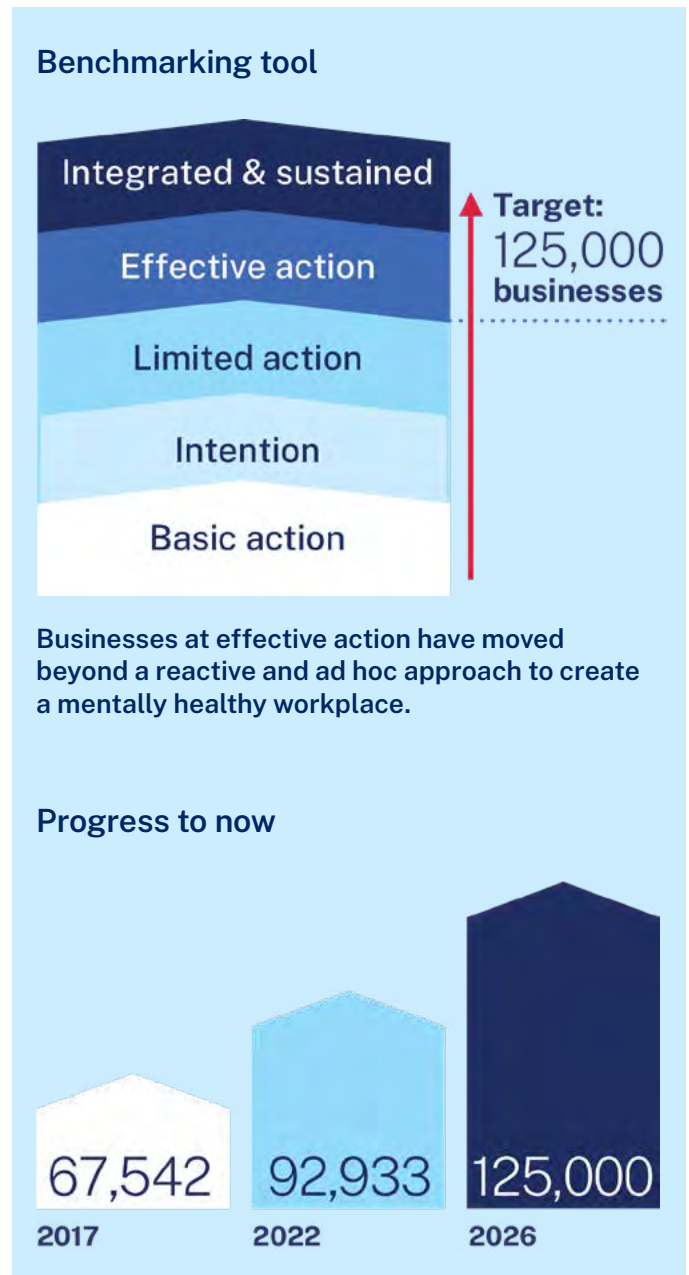 Benchmarking tool
Integrated & sustained
Effective action
Limited action
Intention
Basic action
Target:
125,000
businesses
Businesses at effective action have moved
beyond a reactive and ad hoc approach to create
a mentally healthy workplace.
Progress to now
67,542
92,933
125,000
2017
2022
2026